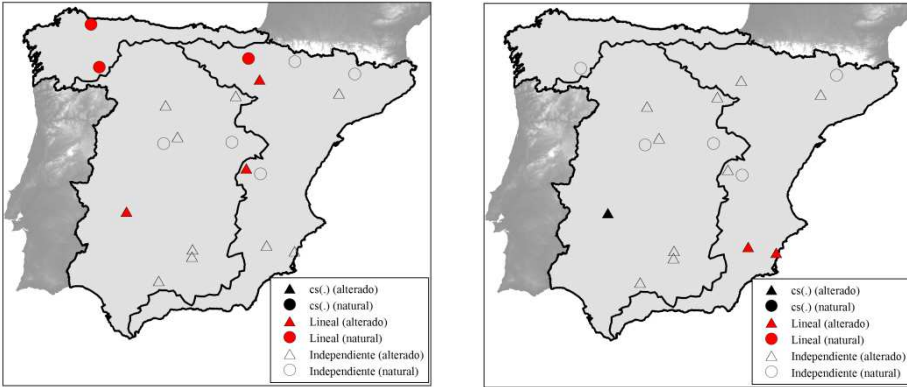 cs(.) (alterado)
cs(.) (natural)
Lineal (alterado)
Lineal (natural)
Independiente (alterado)
Independiente (natural)
cs(.) (alterado)
cs(.) (natural)
Lineal (alterado)
Lineal (natural)
Independiente (alterado)
Independiente (natural)